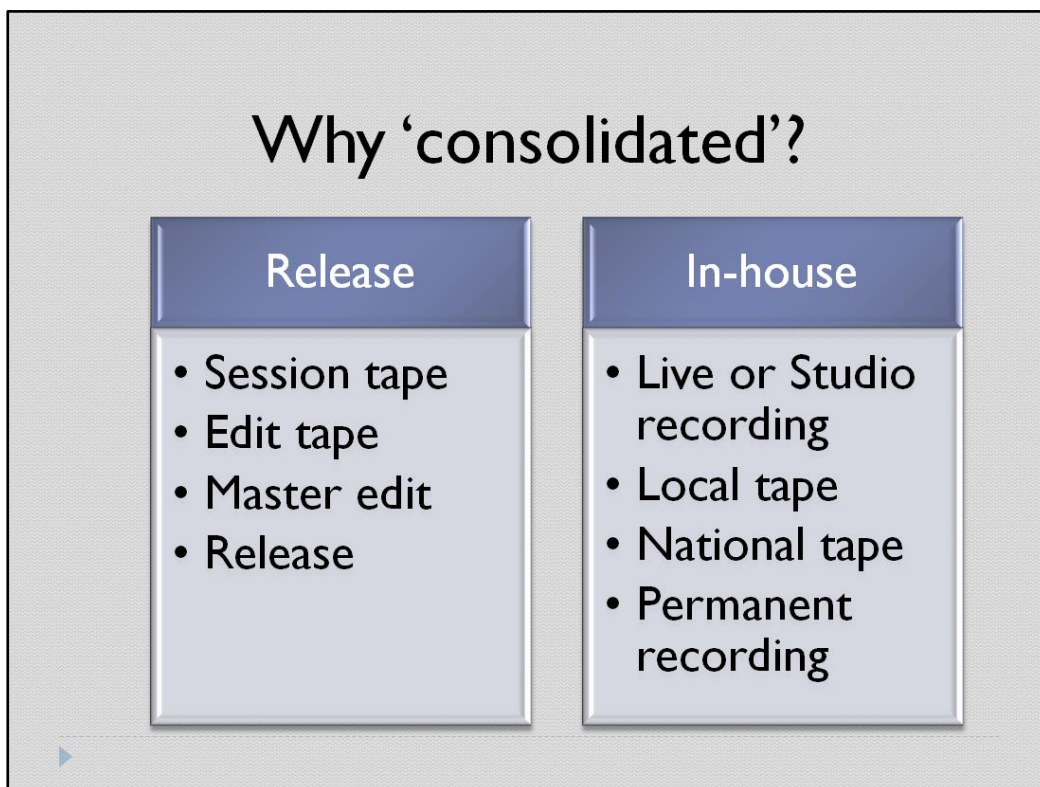 Why ‘consolidated’?
Release
• Session tape
• Edit tape
• Master edit
• Release
In-house
• Live or Studio
recording
• Local tape
• National tape
• Permanent
recording